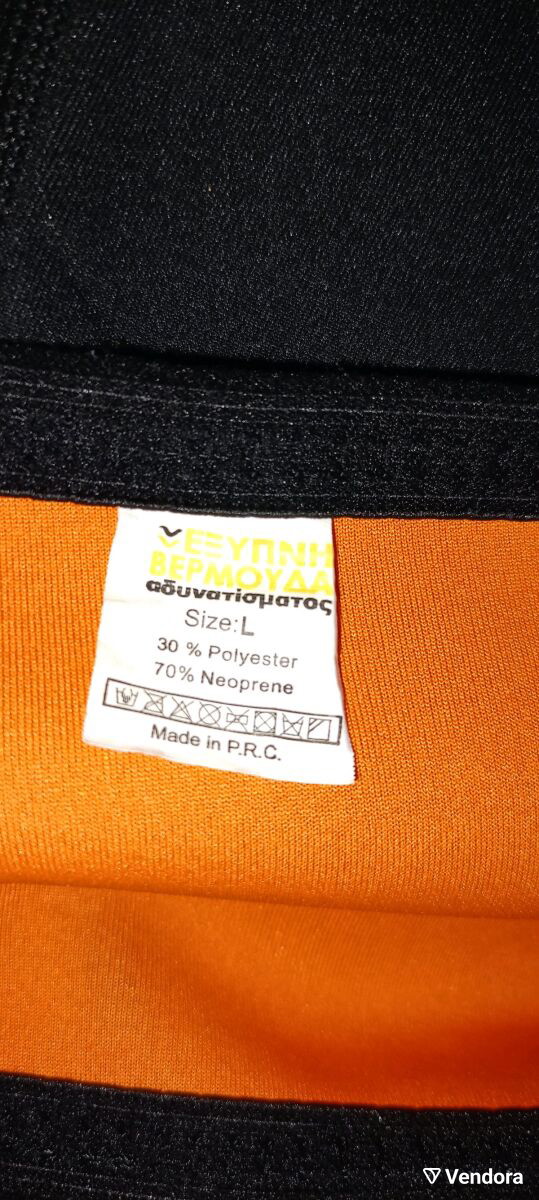 ΕΞΥΠΝΗ
ΒΕΡΜΟΥΔΑ
αδυνατίσματος
Size:L
30 % Polyester
70% Neoprene
Made in P.R.C.
Vendora